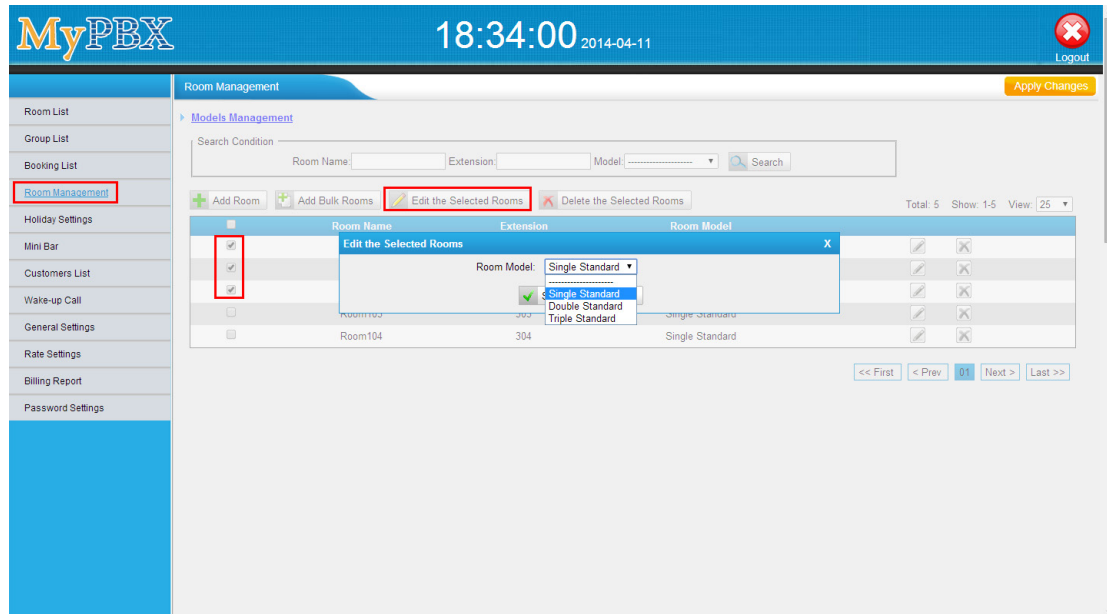 MyPBX
18:34:00 2014-04-11
Logout
Room Management
Apply Changes
Room List
Group List
Booking List
Room Management
Holiday Settings
Mini Bar
Customers List
Wake-up Call
General Settings
Rate Settings
Billing Report
Password Settings
Models Management
Search Condition
Room Name: Extension: Model: --------------------- Search
Add Room Add Bulk Rooms Edit the Selected Rooms Delete the Selected Rooms
Total: 5 Show: 1-5 View: 25
Room Name Extension Room Model
Edit the Selected Rooms X
Room Model: Single Standard
---------------------
Single Standard
Double Standard
Triple Standard
Single Standard
Room104 304 Single Standard
<< First < Prev 01 Next > Last >>